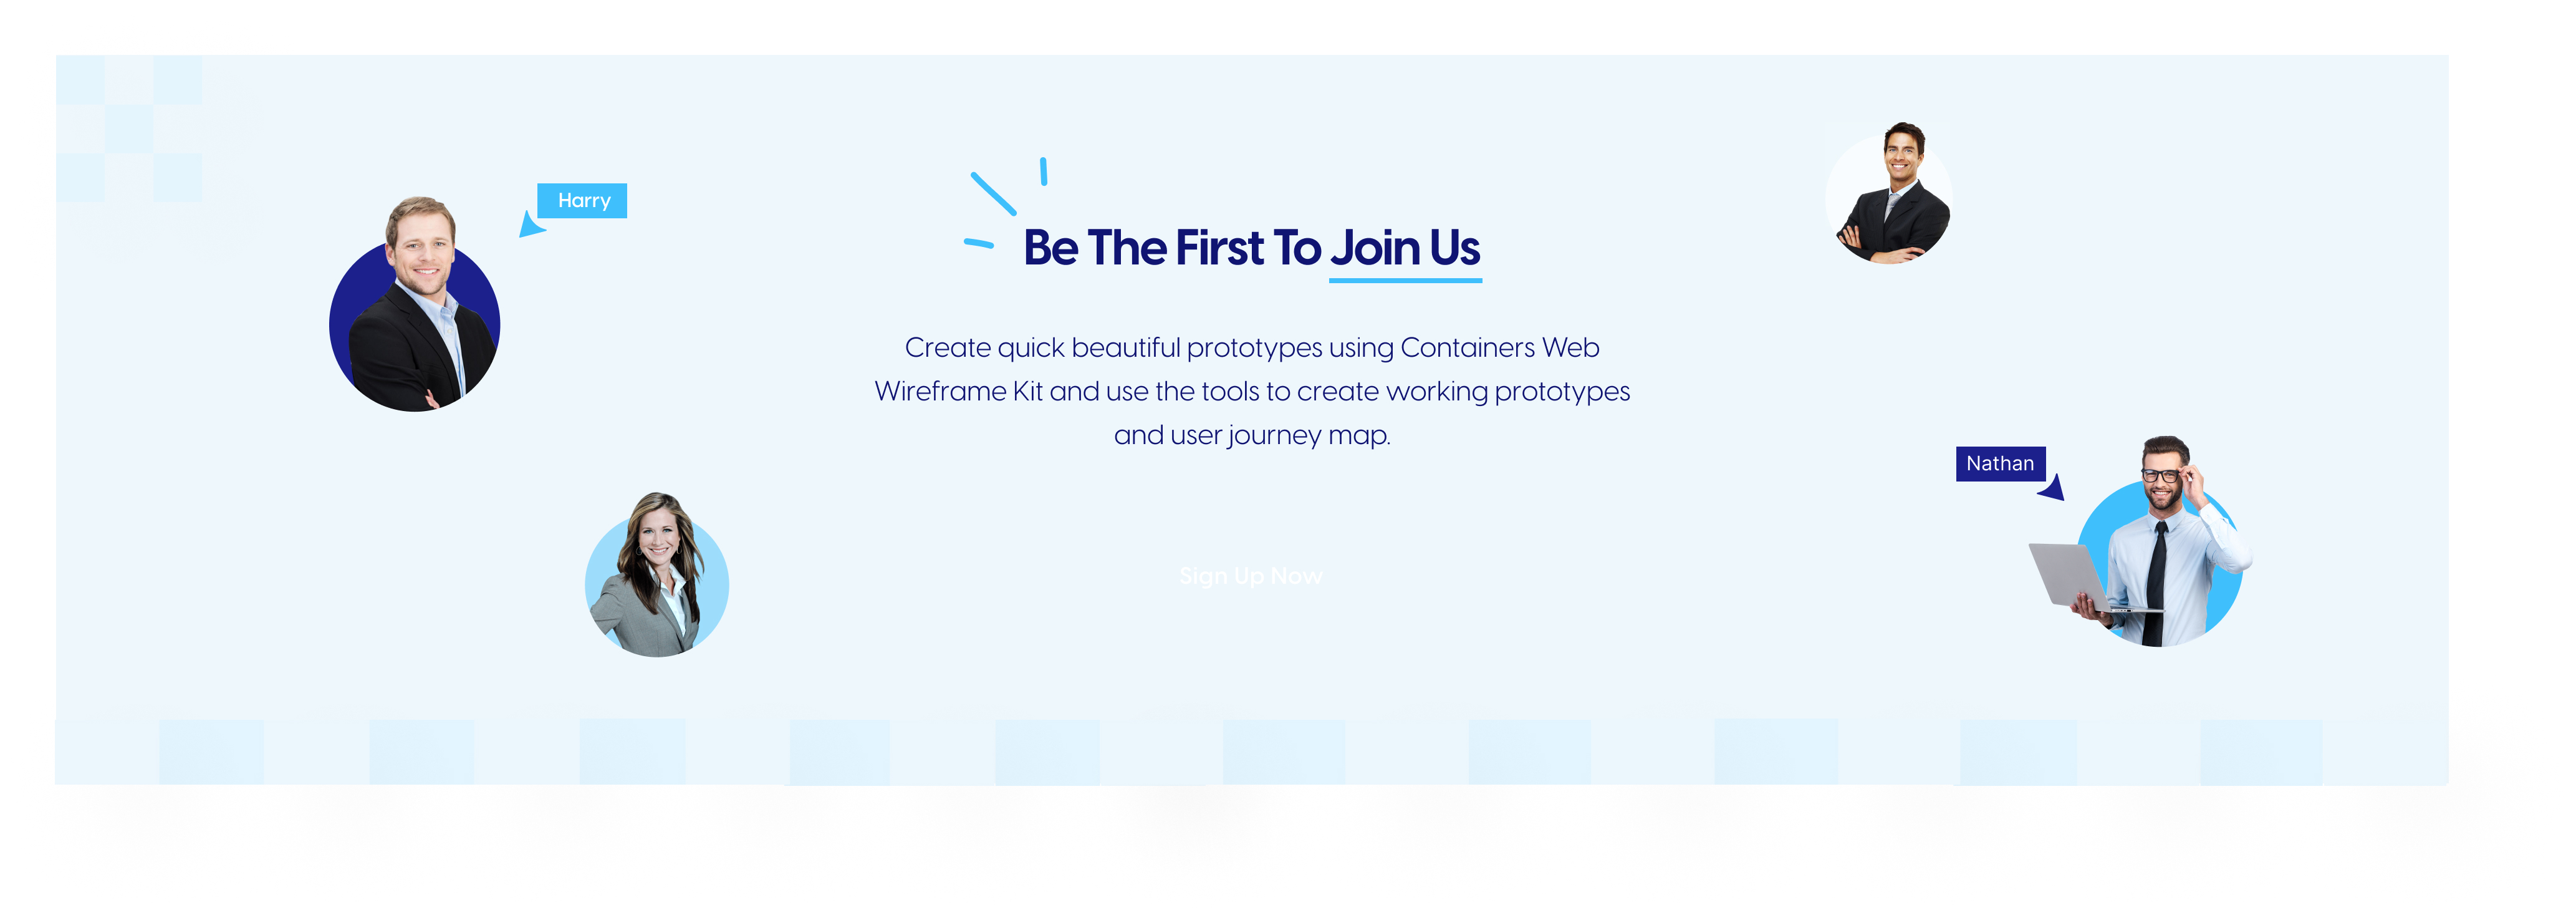 Harry
Be The First To Join Us
Create quick beautiful prototypes using Containers Web
Wireframe Kit and use the tools to create working prototypes
and user journey map.
Nathan
Sign Up Now